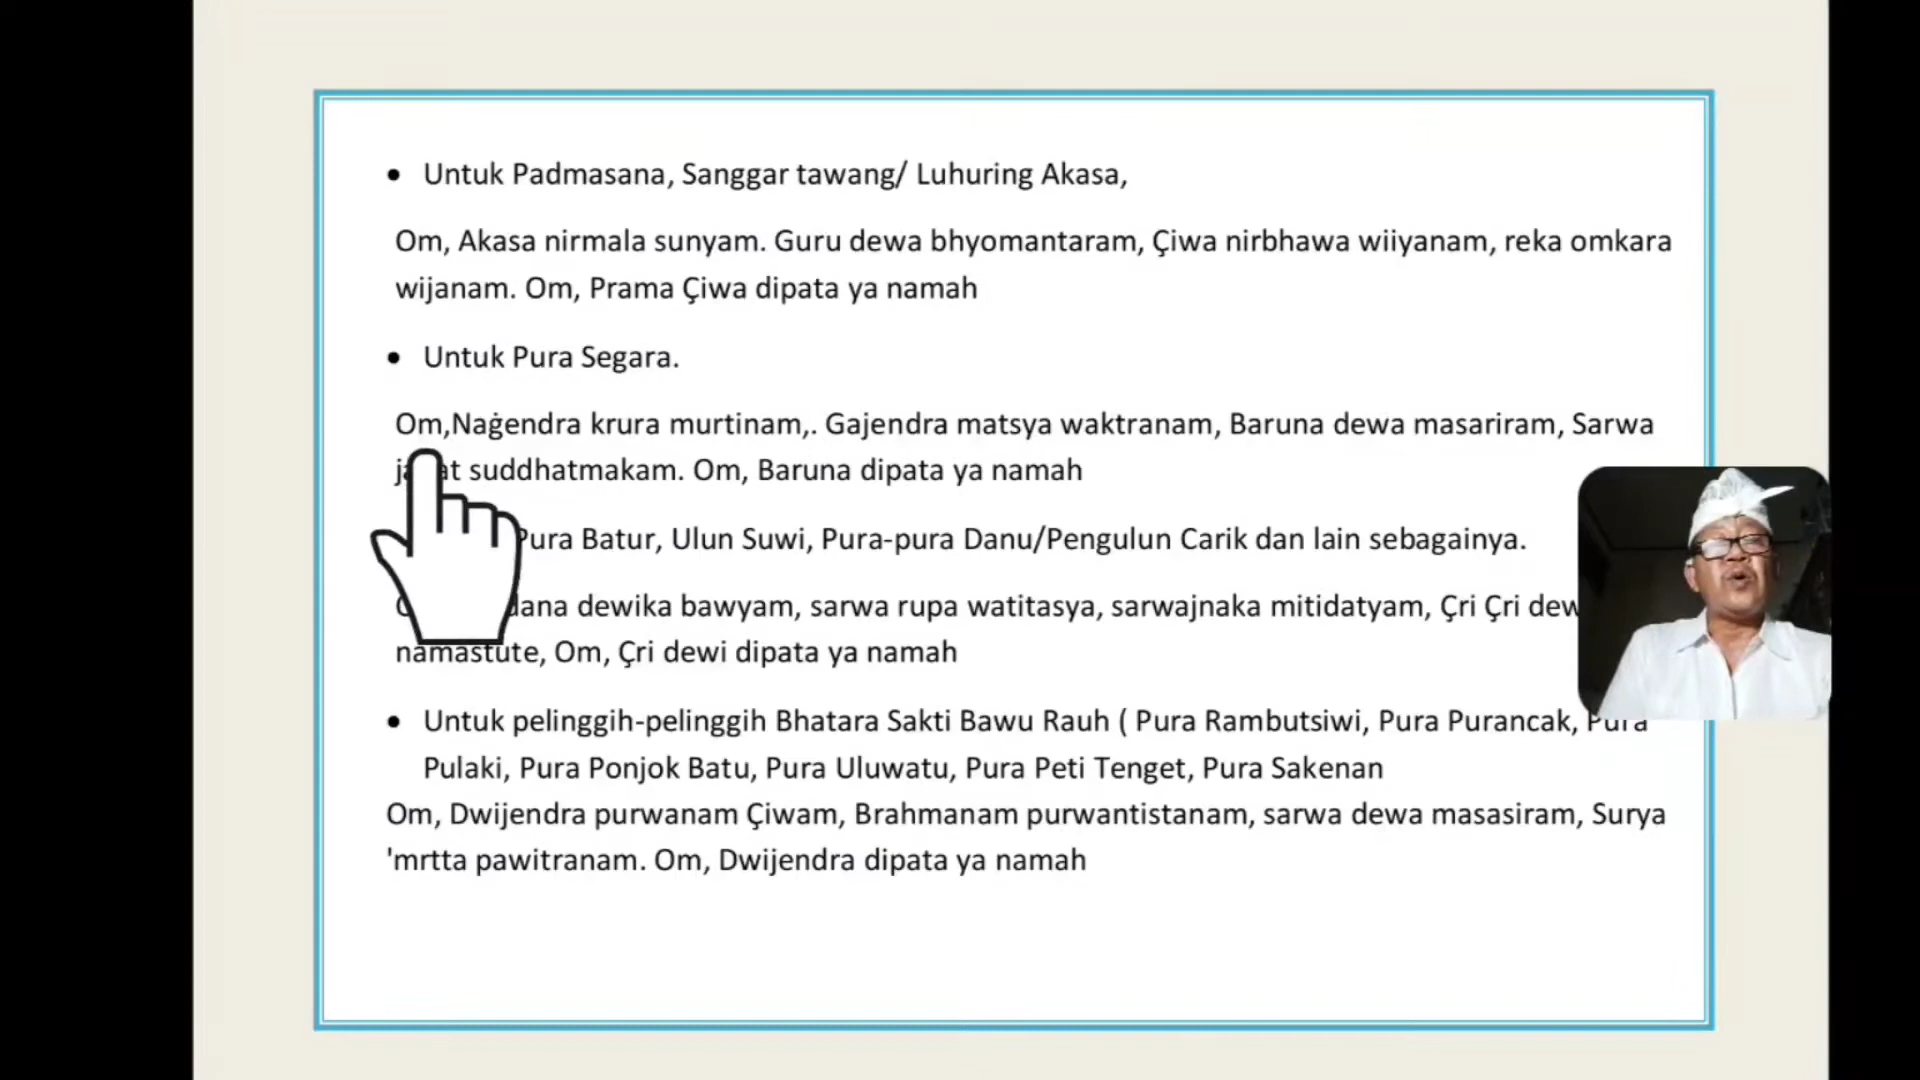 • Untuk Padmasana, Sanggar tawang/ Luhuring Akasa,
Om, Akasa nirmala sunyam. Guru dewa bhyomantaram, Çiwa nirbhawa wiiyanam, reka omkara
wijanam. Om, Prama Çiwa dipata ya namah
• Untuk Pura Segara.
Om,Naġendra krura murtinam,. Gajendra matsya waktranam, Baruna dewa masariram, Sarwa
suddhatmakam. Om, Baruna dipata ya namah
Pura Batur, Ulun Suwi, Pura-pura Danu/Pengulun Carik dan lain sebagainya.
dewika bawyam, sarwa rupa watitasya, sarwajnaka mitidatyam, Çri Çri
namastute, Om, Çri dewi dipata ya namah
• Untuk pelinggih-pelinggih Bhatara Sakti Bawu Rauh ( Pura Rambutsiwi, Pura Purancak, Pura
Pulaki, Pura Ponjok Batu, Pura Uluwatu, Pura Peti Tenget, Pura Sakenan
Om, Dwijendra purwanam Çiwam, Brahmanam purwantistanam, sarwa dewa masasiram, Surya
'mrtta pawitranam. Om, Dwijendra dipata ya namah